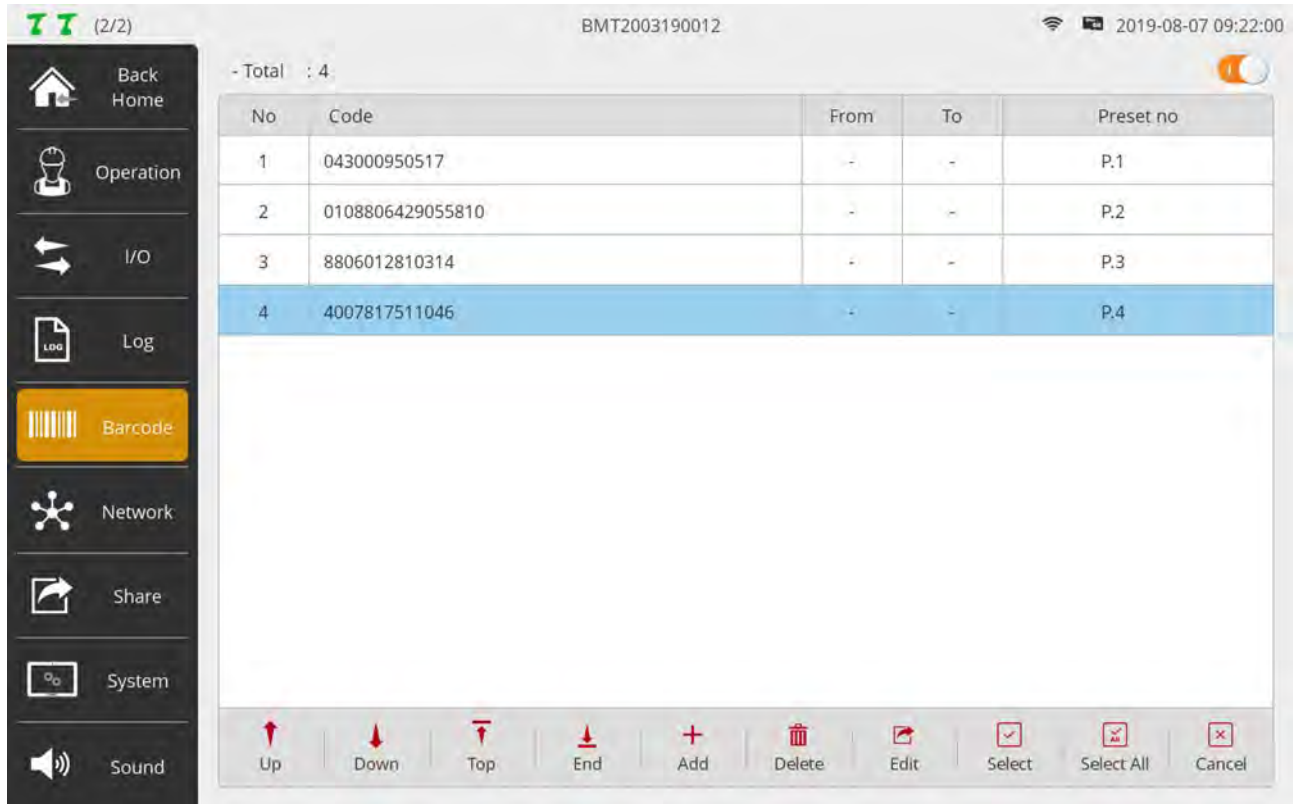 (2/2) BMT2003190012 2019-08-07 09:22:00
Back Home
Operation
I/O
LOG Log
Barcode
Network
Share
System
Sound
- Total : 4
No Code From To Preset no
1 043000950517 - - P.1
2 0108806429055810 - - P.2
3 8806012810314 - - P.3
4 4007817511046 - - P.4
Up Down Top End Add Delete Edit Select Select All Cancel